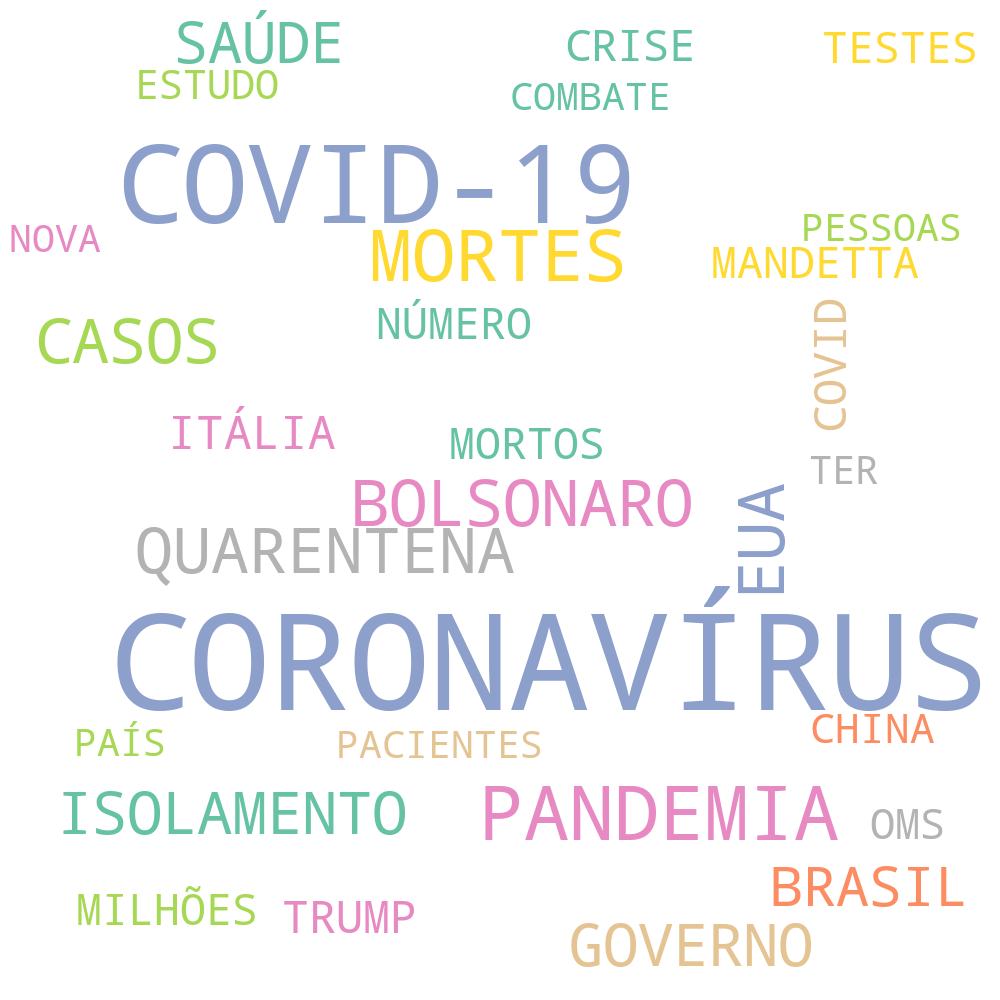 SAÚDE
CRISE
TESTES
ESTUDO
COMBATE
COVID-19
NOVA
MORTES
PESSOAS
MANDETTA
CASOS
NÚMERO
COVID
ITÁLIA
MORTOS
TER
BOLSONARO
QUARENTENA
EUA
CORONAVÍRUS
PAÍS
PACIENTES
CHINA
ISOLAMENTO
PANDEMIA
OMS
BRASIL
MILHÕES
TRUMP
GOVERNO